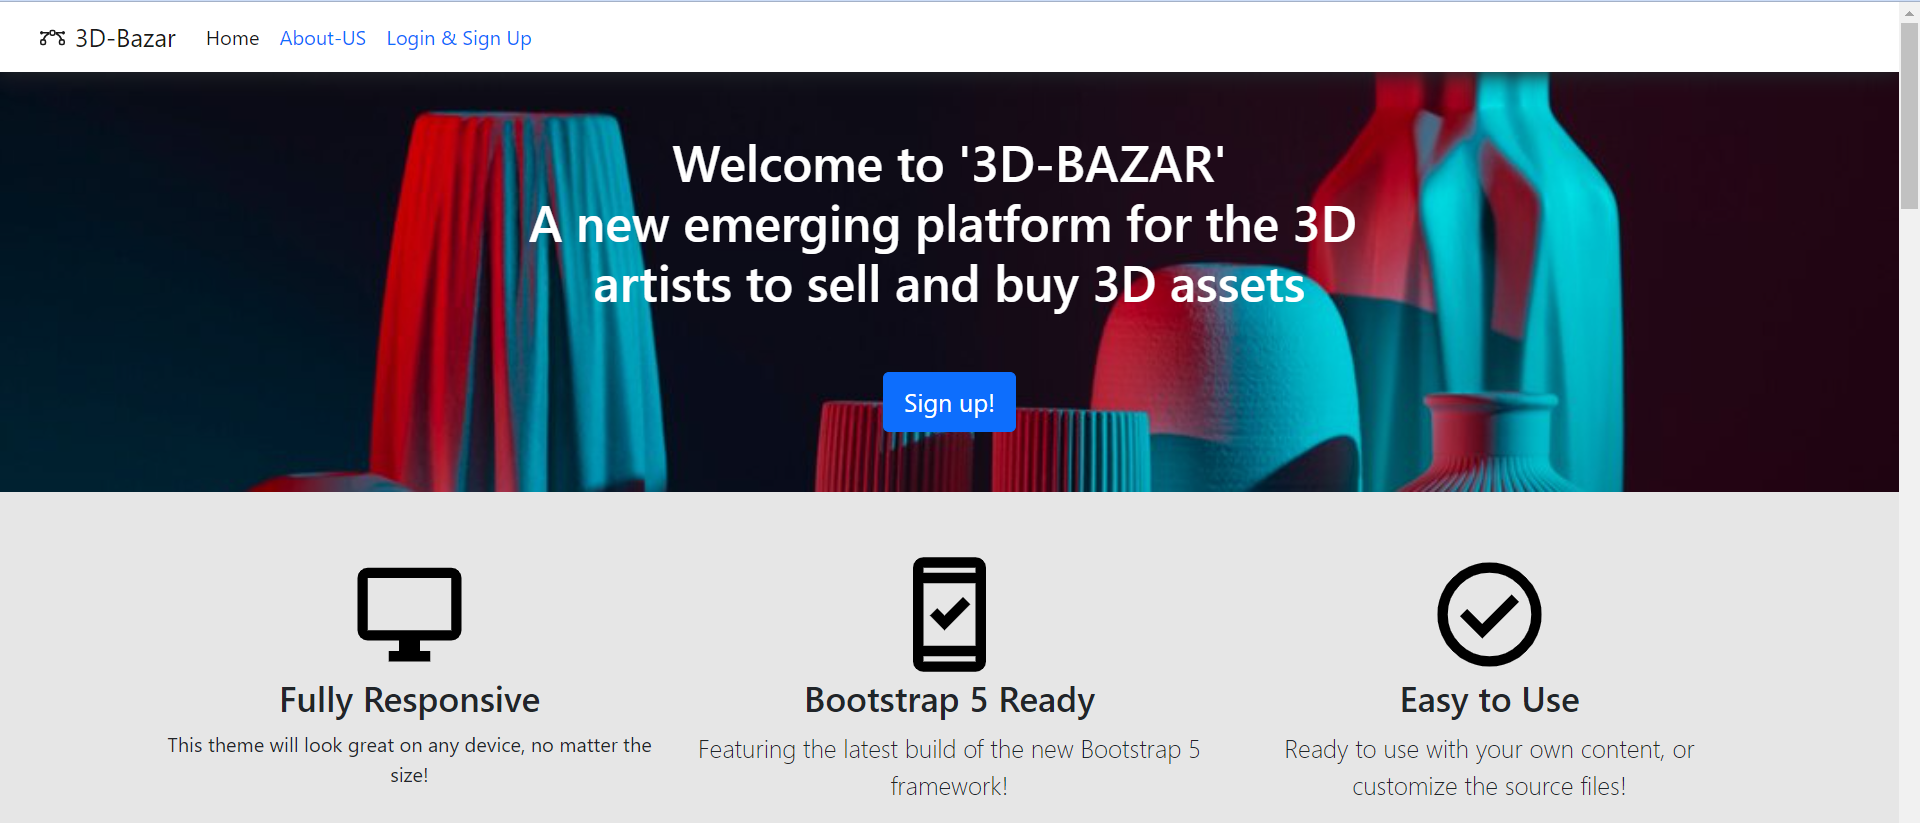 3D-Bazar Home About-US Login & Sign Up
Welcome to '3D-BAZAR'
A new emerging platform for the 3D
artists to sell and buy 3D assets
Sign up!
Fully Responsive
This theme will look great on any device, no matter the
size!
Bootstrap 5 Ready
Featuring the latest build of the new Bootstrap 5
framework!
Easy to Use
Ready to use with your own content, or
customize the source files!